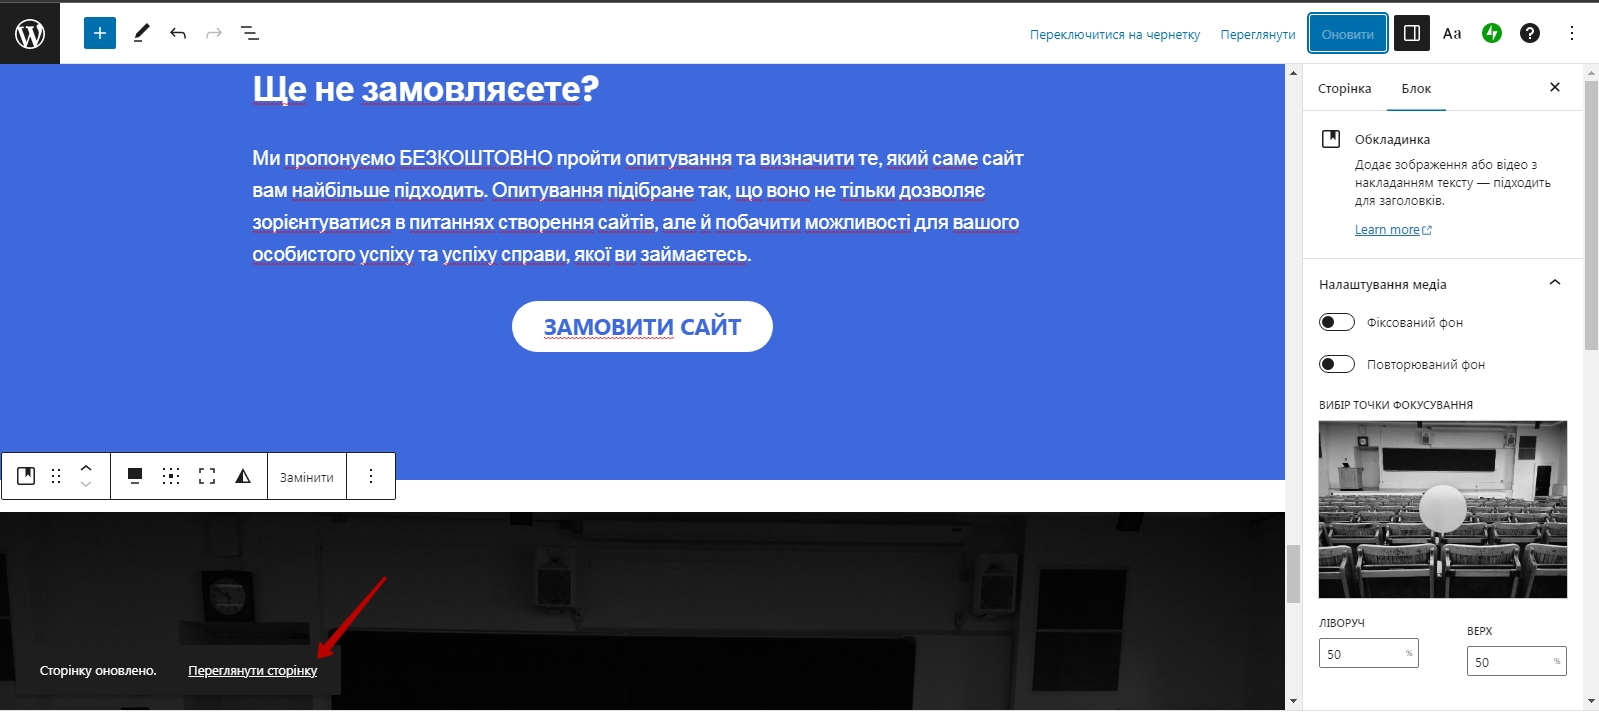 Переключитися на чернетку
Переглянути
Оновити
Aa
Ще не замовляєете?
Ми пропонуємо БЕЗКОШТОВНО пройти опитування та визначити те, який саме сайт
вам найбільше підходить. Опитування підібране так, що воно не тільки дозволяє
зорієнтуватися в питаннях створення сайтів, але й побачити можливості для вашого
особистого успіху та успіху справи, якої ви займаєтесь.
ЗАМОВИТИ САЙТ
Замінити
Сторінку оновлено.
Переглянути сторінку
Сторінка
Блок
Обкладинка
Додає зображення або відео з
накладанням тексту — підходить
для заголовків.
Learn more
Налаштування медіа
Фіксований фон
Повторюваний фон
ВИБІР ТОЧКИ ФОКУСУВАННЯ
ЛІВОРУЧ
50 %
ВЕРХ
50 %